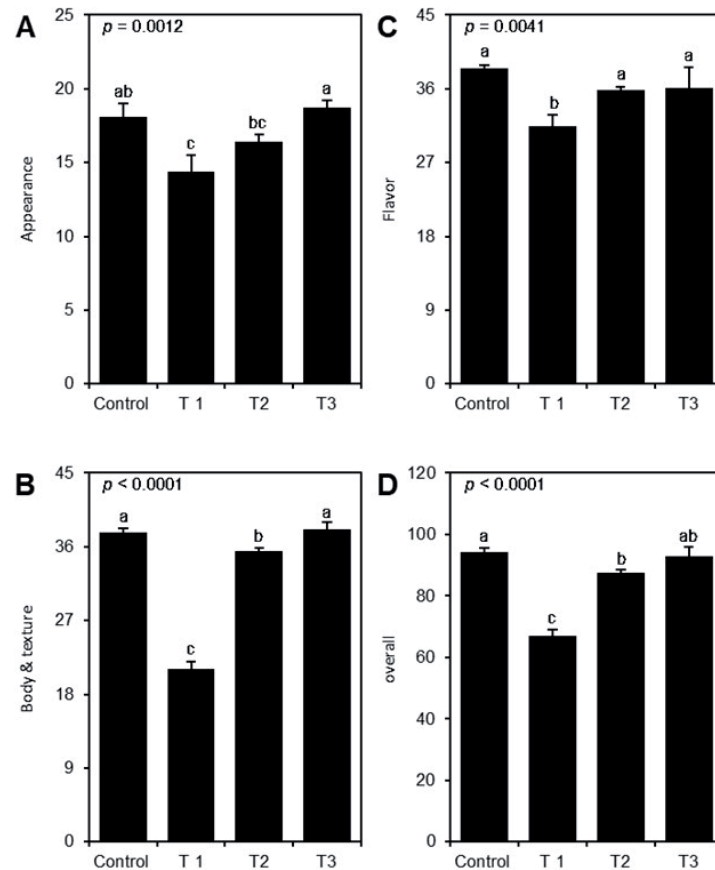 A
p = 0.0012
Appearance
25
20
15
10
5
0
ab
c
bc
a
Control
T 1
T2
T3
C
p = 0.0041
Flavor
45
36
27
18
9
0
a
b
a
a
Control
T 1
T2
T3
B
p < 0.0001
Body & texture
45
36
27
18
9
0
a
c
b
a
Control
T 1
T2
T3
D
p < 0.0001
overall
120
100
80
60
40
20
0
a
c
b
ab
Control
T 1
T2
T3